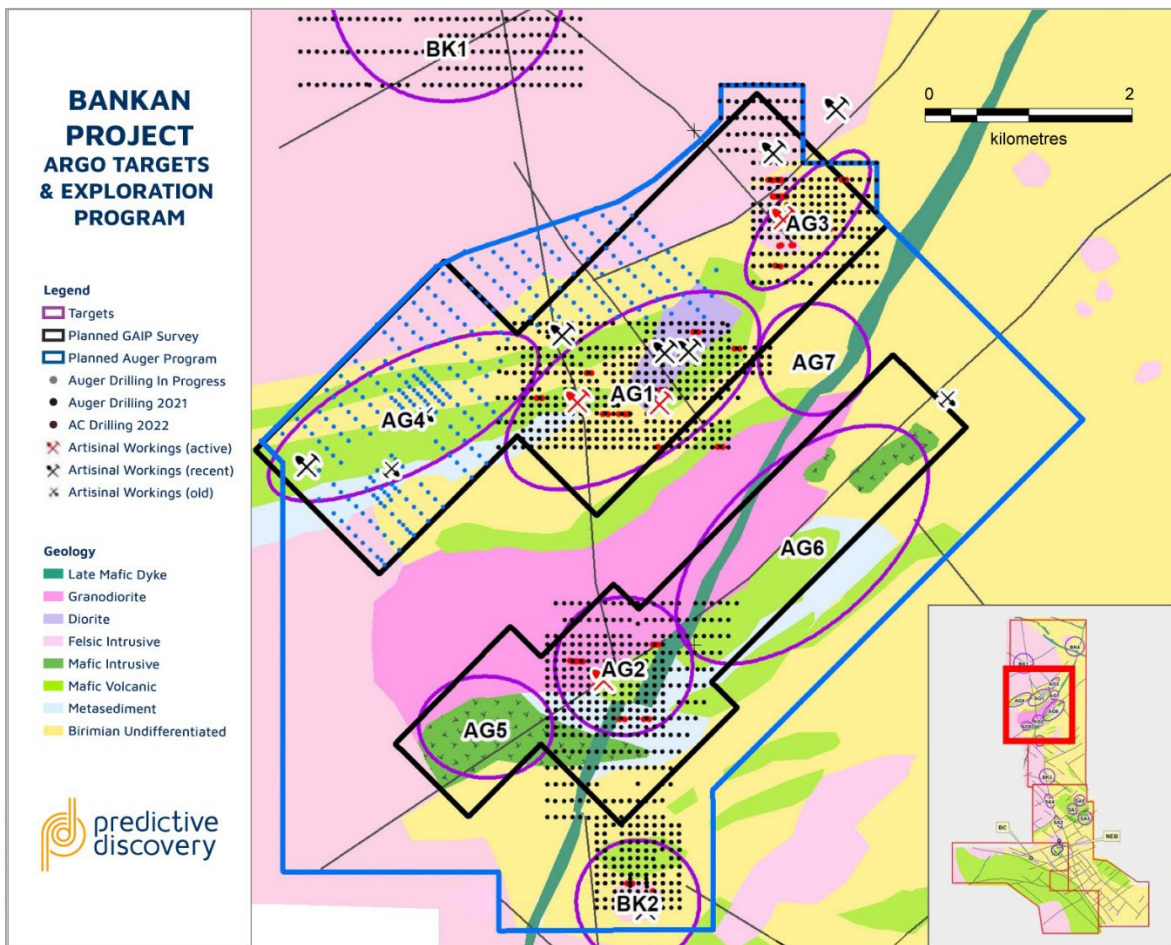 BANKAN
PROJECT
ARGO TARGETS
& EXPLORATION
PROGRAM
Legend
Targets
Planned GAIP Survey
Planned Auger Program
Auger Drilling In Progress
Auger Drilling 2021
AC Drilling 2022
Artisinal Workings (active)
Artisinal Workings (recent)
Artisinal Workings (old)
Geology
Late Mafic Dyke
Granodiorite
Diorite
Felsic Intrusive
Mafic Intrusive
Mafic Volcanic
Metasediment
Birimian Undifferentiated
predictive
discovery
BK1
0 2
kilometres
AG3
AG7
AG1
AG4
AG6
AG2
AG5
BK2
BC
NEB